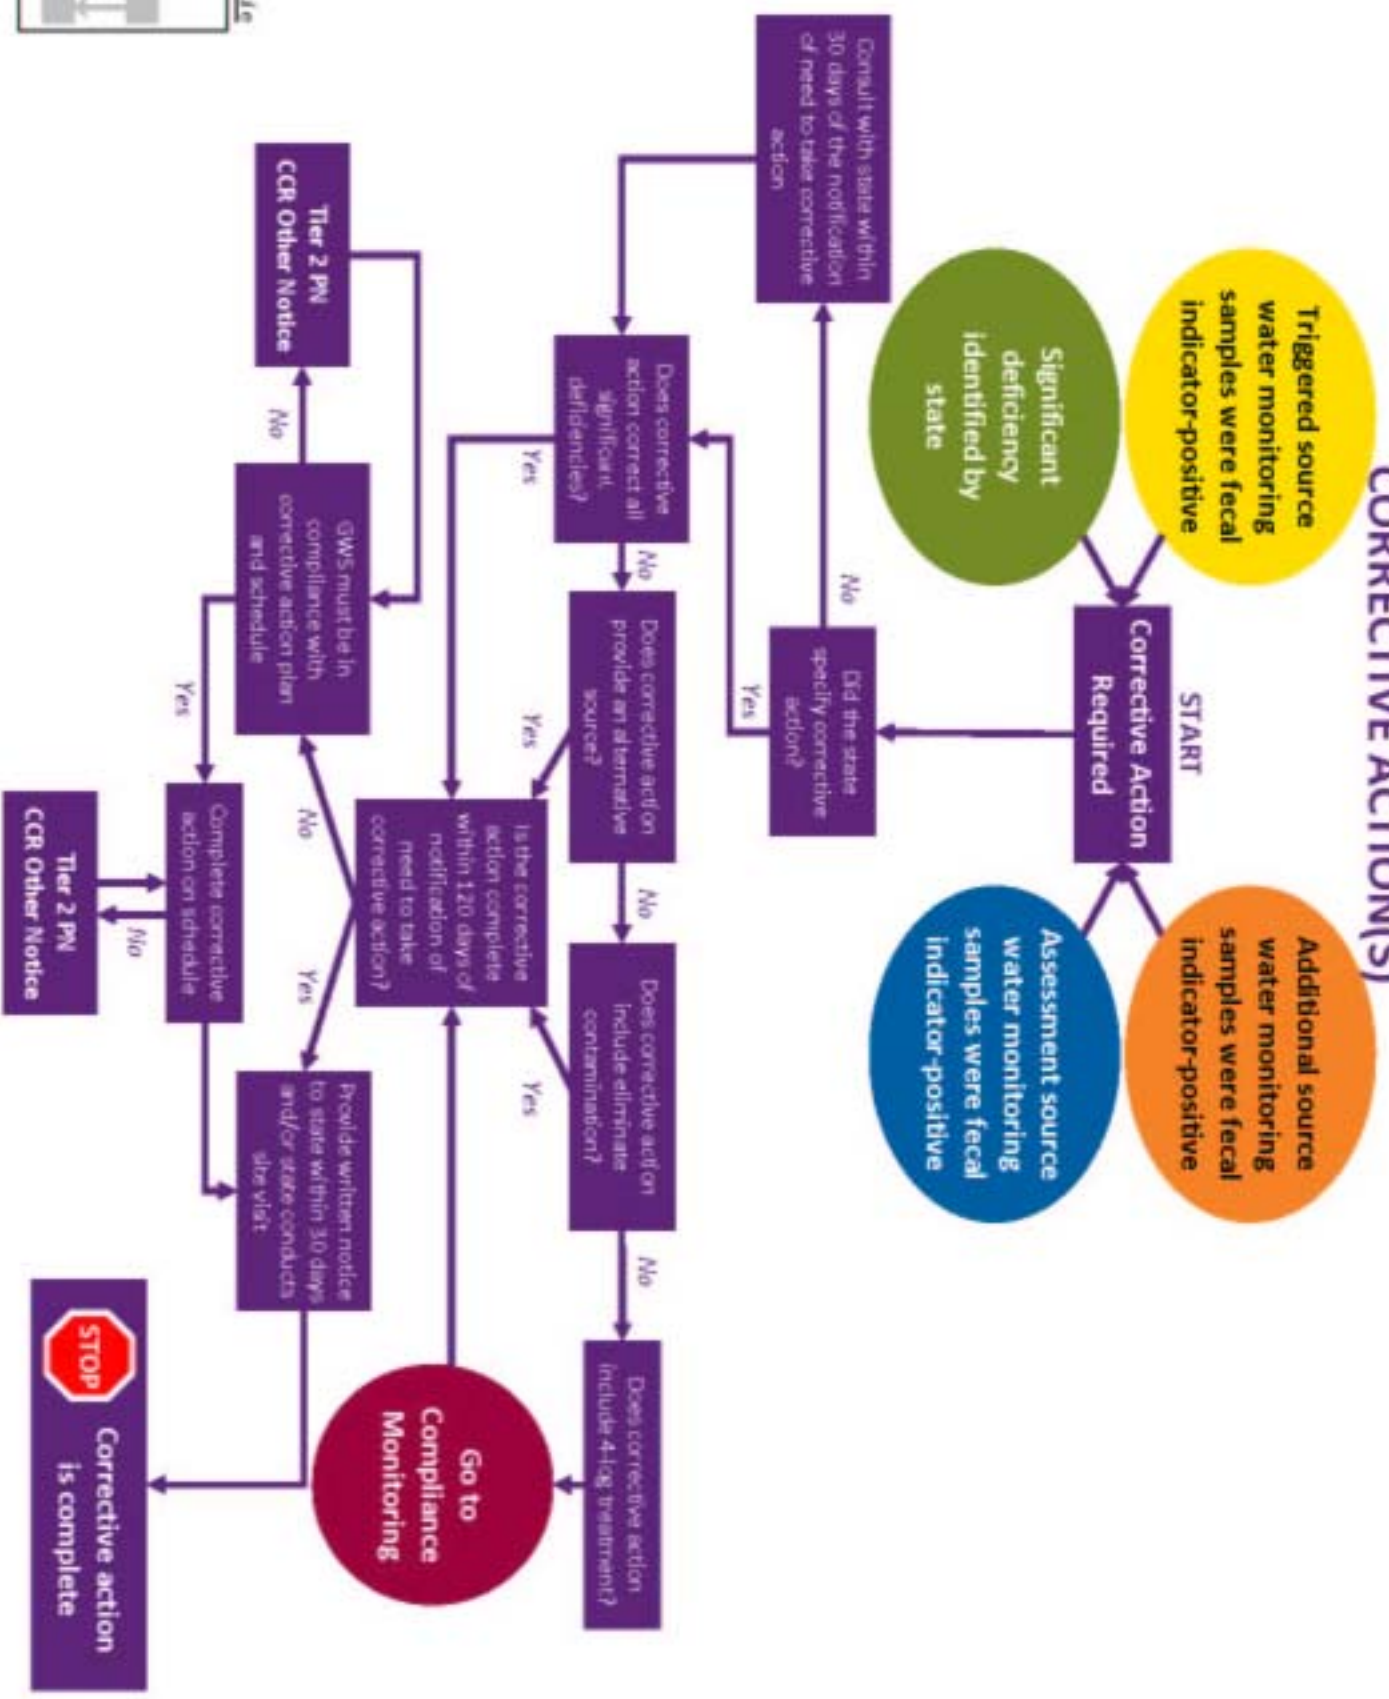 CORRECTIVE ACTION(S)
Triggered source
water monitoring
samples were fecal
indicator-positive
Additional source
water monitoring
samples were fecal
indicator-positive
START
Corrective Action
Required
Significant
deficiency
identified by
state
Assessment source
water monitoring
samples were fecal
indicator-positive
Consult with state within
30 days of the notification
of need to take corrective
action
No
Did the state
specify corrective
action?
Yes
Does corrective
action correct all
significant
deficiencies?
No
Does corrective action
provide an alternative
source?
No
Does corrective action
include eliminate
contamination?
No
Does corrective action
include 4-log treatment?
Yes
Yes
Yes
Is the corrective
action complete
within 120 days of
notification of
need to take
corrective action?
Go to
Compliance
Monitoring
Tier 2 PN
CCR Other Notice
No
GWS must be in
compliance with
corrective action plan
and schedule
No
Yes
Provide written notice
to state within 30 days
and/or state conducts
site visit
Yes
Complete corrective
action on schedule
No
Tier 2 PN
CCR Other Notice
STOP
Corrective action
is complete